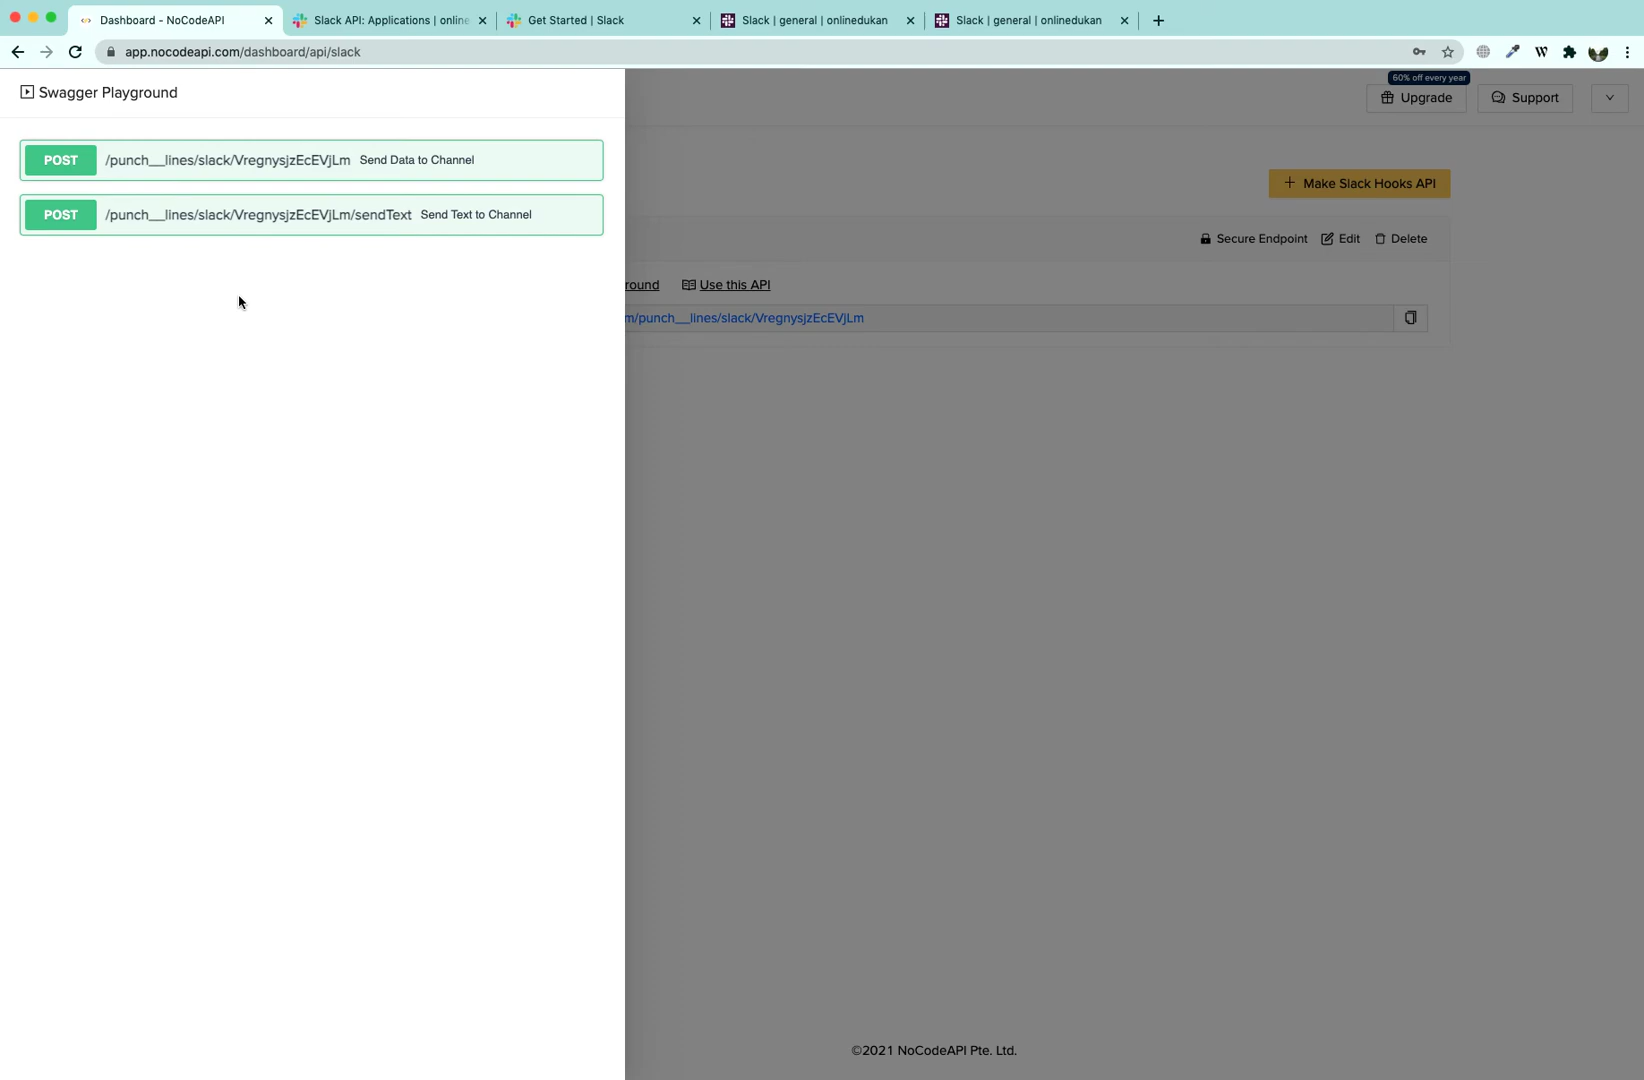 Dashboard - NoCodeAPI
Slack API: Applications | online
Get Started | Slack
Slack | general | onlinedukan
Slack | general | onlinedukan
app.nocodeapi.com/dashboard/api/slack
W
Swagger Playground
60% off every year
Upgrade
Support
POST /punch__lines/slack/VregnysjzEcEVjLm Send Data to Channel
Make Slack Hooks API
POST /punch__lines/slack/VregnysjzEcEVjLm/sendText Send Text to Channel
Secure Endpoint Edit Delete
round Use this API
m/punch__lines/slack/VregnysjzEcEVjLm
©2021 NoCodeAPI Pte. Ltd.